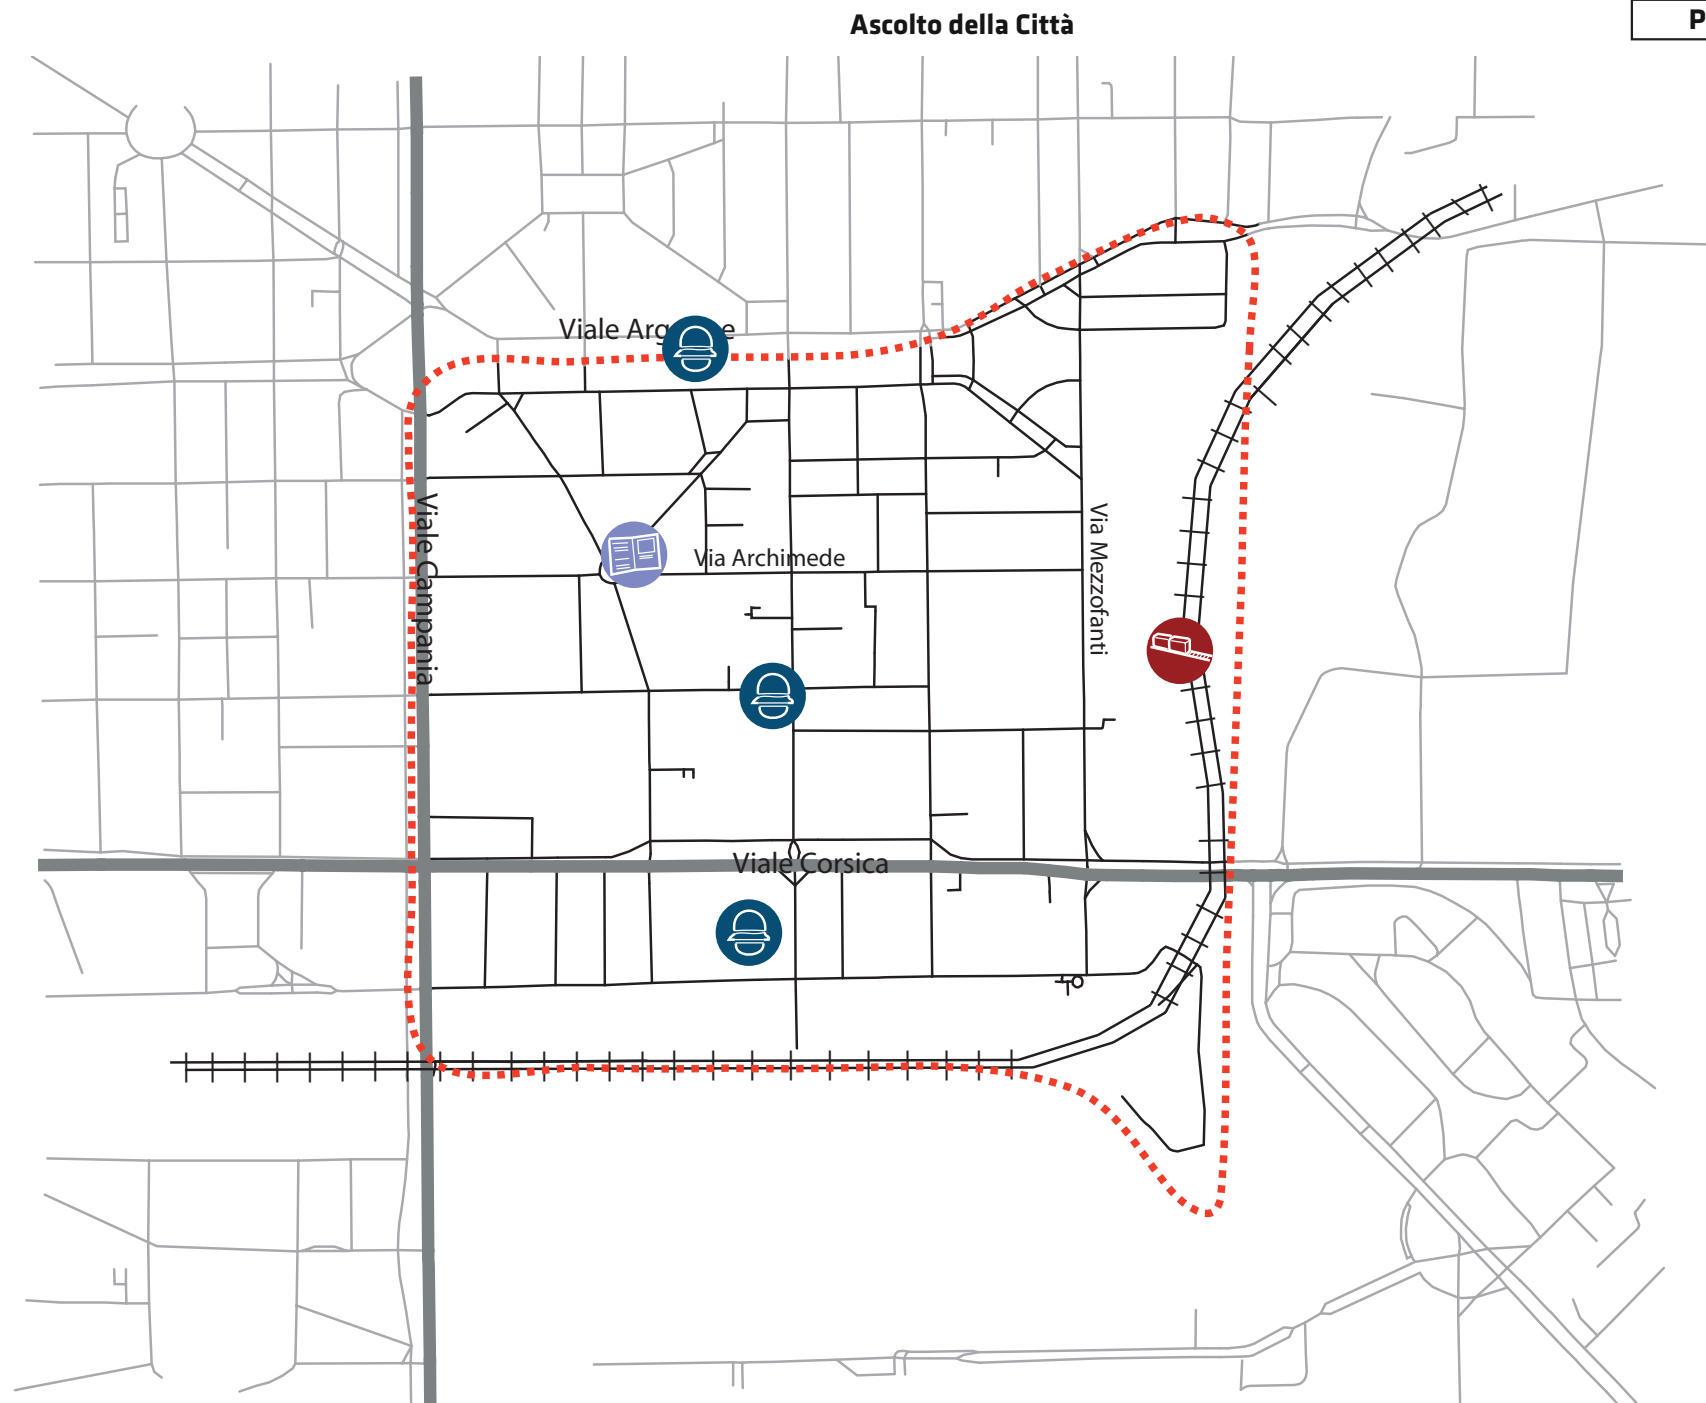 Ascolto della Città
P
Viale Arg
e
Viale Campania
Via Archimede
Via Mezzofanti
Viale Corsica